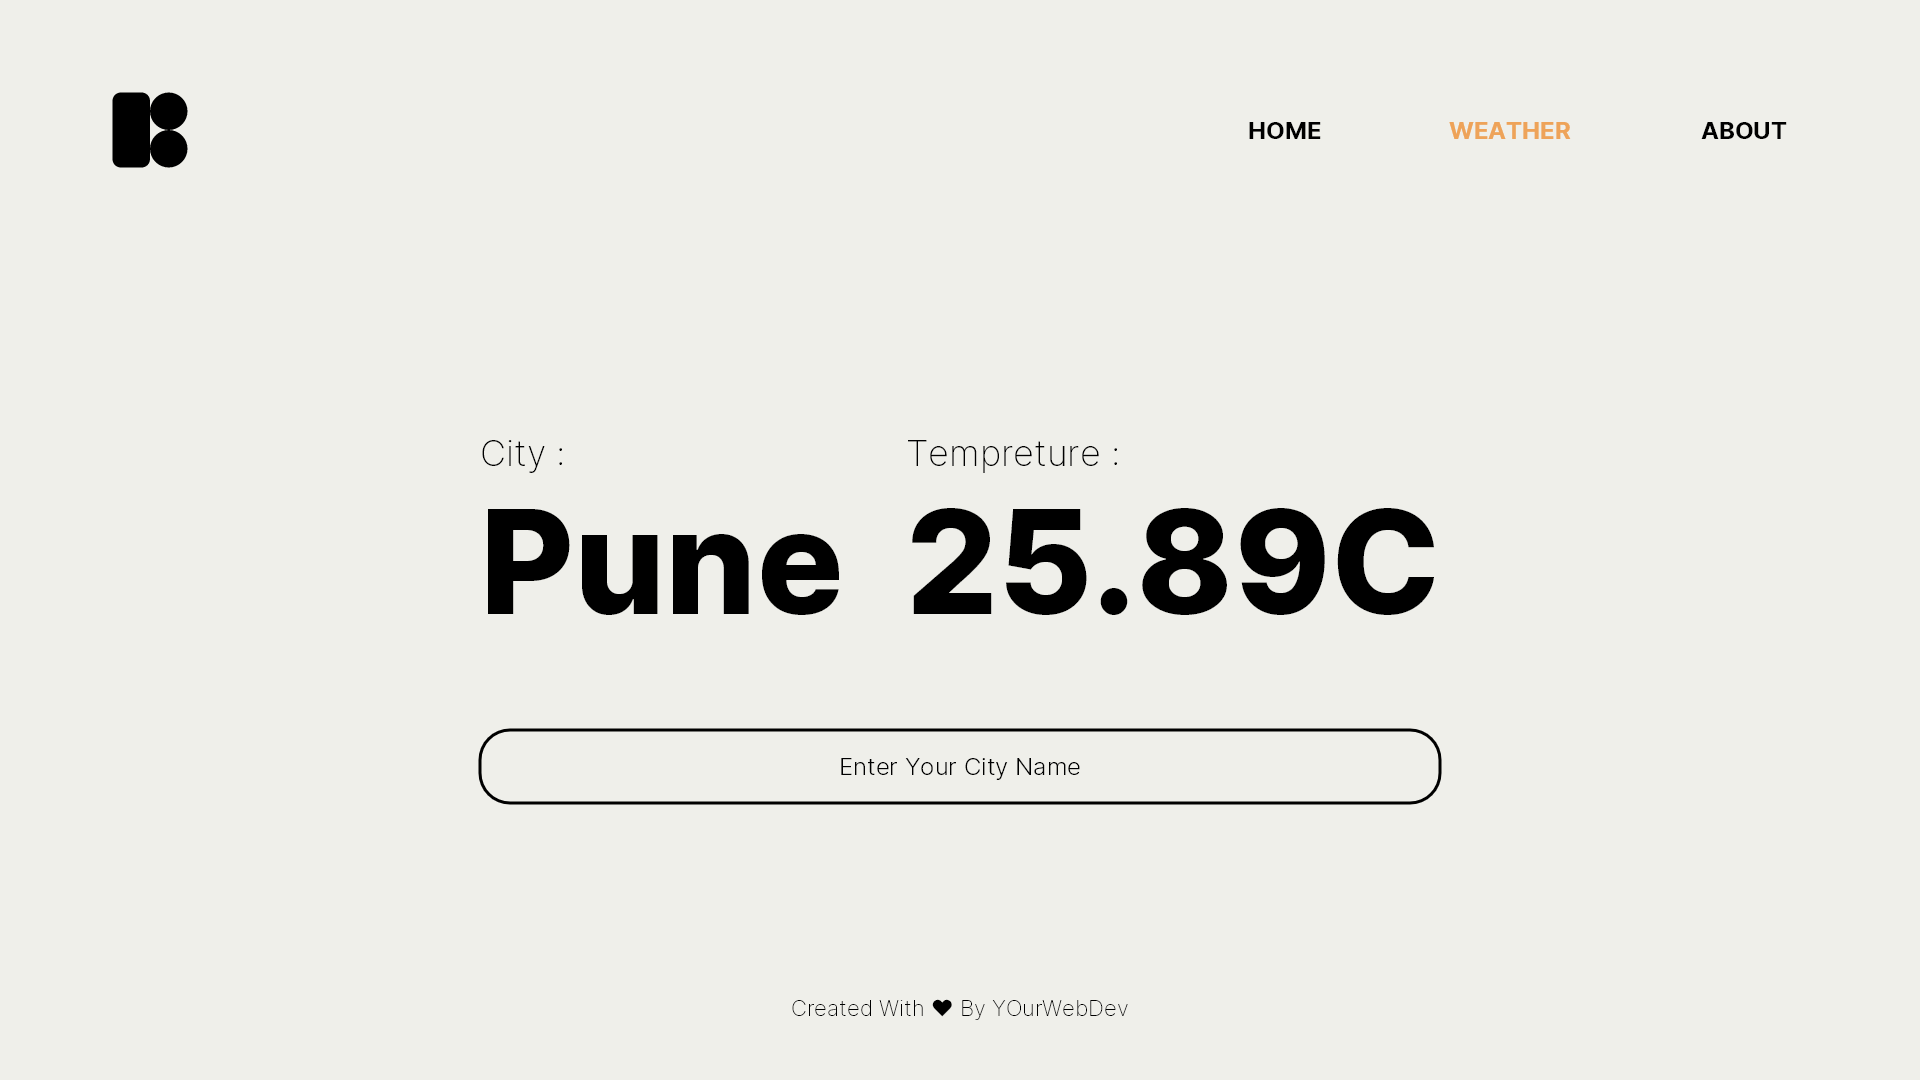 HOME WEATHER ABOUT
City :
Tempreture :
Pune 25.89C
Enter Your City Name
Created With ♥ By YOurWebDev